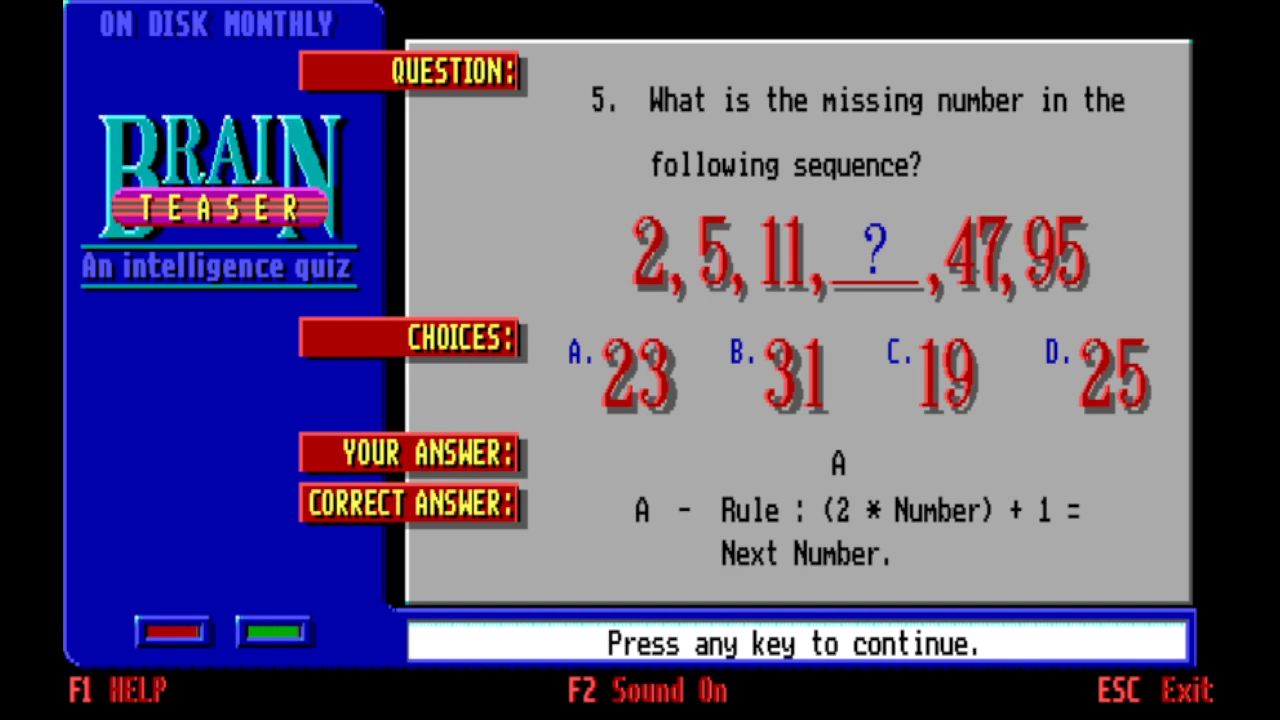 ON DISK MONTHLY
BRAIN
TEASER
An intelligence quiz
QUESTION:
5. What is the missing number in the
following sequence?
2, 5, 11, ? , 47, 95
CHOICES:
A. 23 B. 31 C. 19 D. 25
YOUR ANSWER: A
CORRECT ANSWER: A - Rule : (2 * Number) + 1 =
Next Number.
Press any key to continue.
F1 HELP F2 Sound On ESC Exit